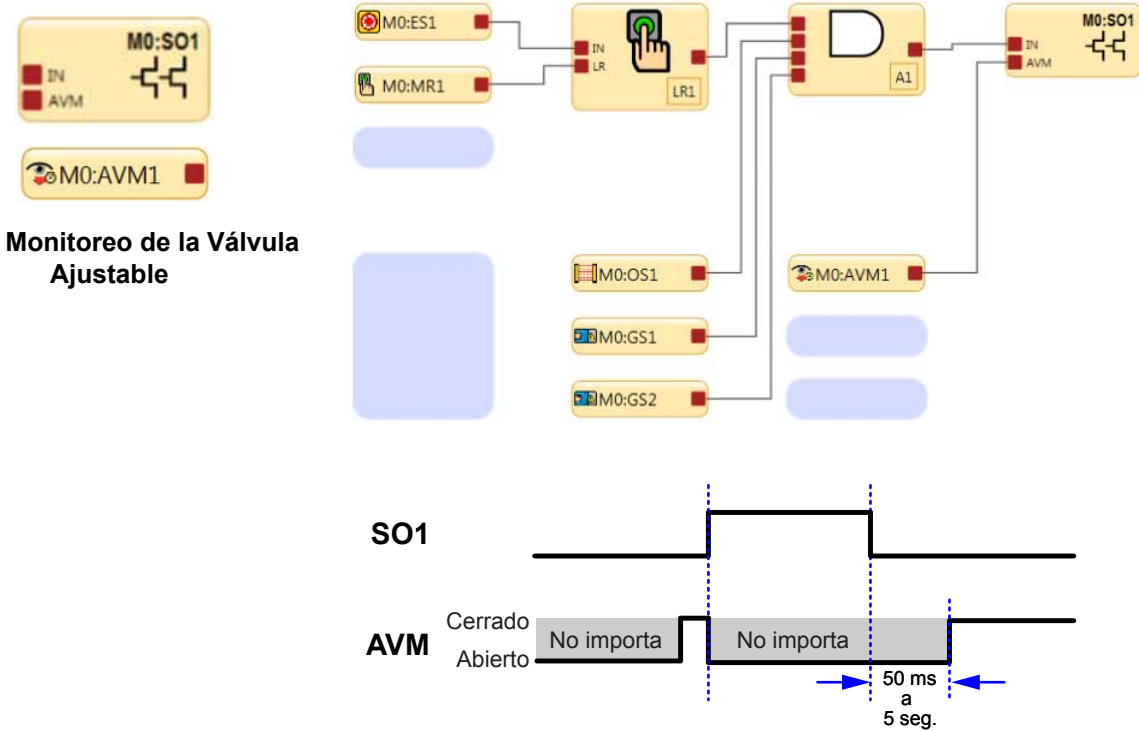 M0:SO1
IN
AVM
M0:AVM1
Monitoreo de la Válvula
Ajustable
M0:ES1
M0:MR1
IN
LR
LR1
A1
M0:SO1
IN
AVM
M0:OS1
M0:GS1
M0:GS2
M0:AVM1
SO1
AVM
Cerrado
Abierto
No importa
No importa
50 ms
a
5 seg.